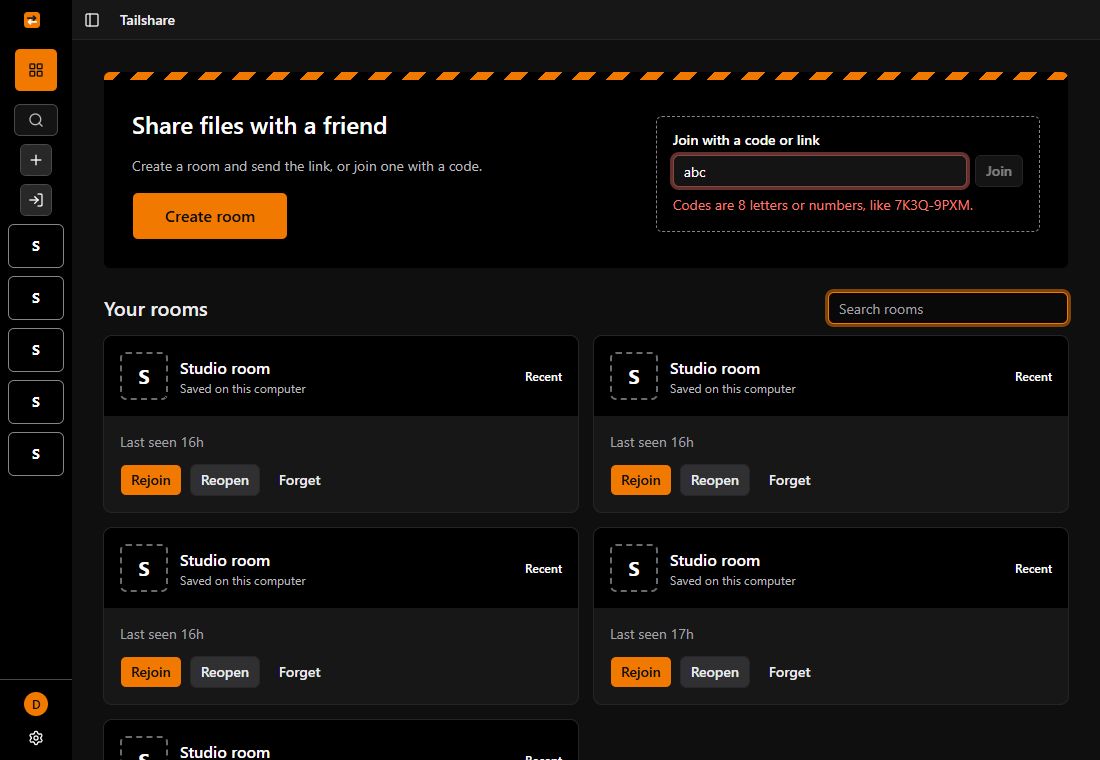 Tailshare
Share files with a friend
Create a room and send the link, or join one with a code.
Create room
Join with a code or link
abc
Join
Codes are 8 letters or numbers, like 7K3Q-9PXM.
S
S
S
S
S
D
Your rooms
Search rooms
S
Studio room
Saved on this computer
Recent
Last seen 16h
Rejoin
Reopen
Forget
S
Studio room
Saved on this computer
Recent
Last seen 16h
Rejoin
Reopen
Forget
S
Studio room
Saved on this computer
Recent
Last seen 16h
Rejoin
Reopen
Forget
S
Studio room
Saved on this computer
Recent
Last seen 17h
Rejoin
Reopen
Forget
S
Studio room
Recent